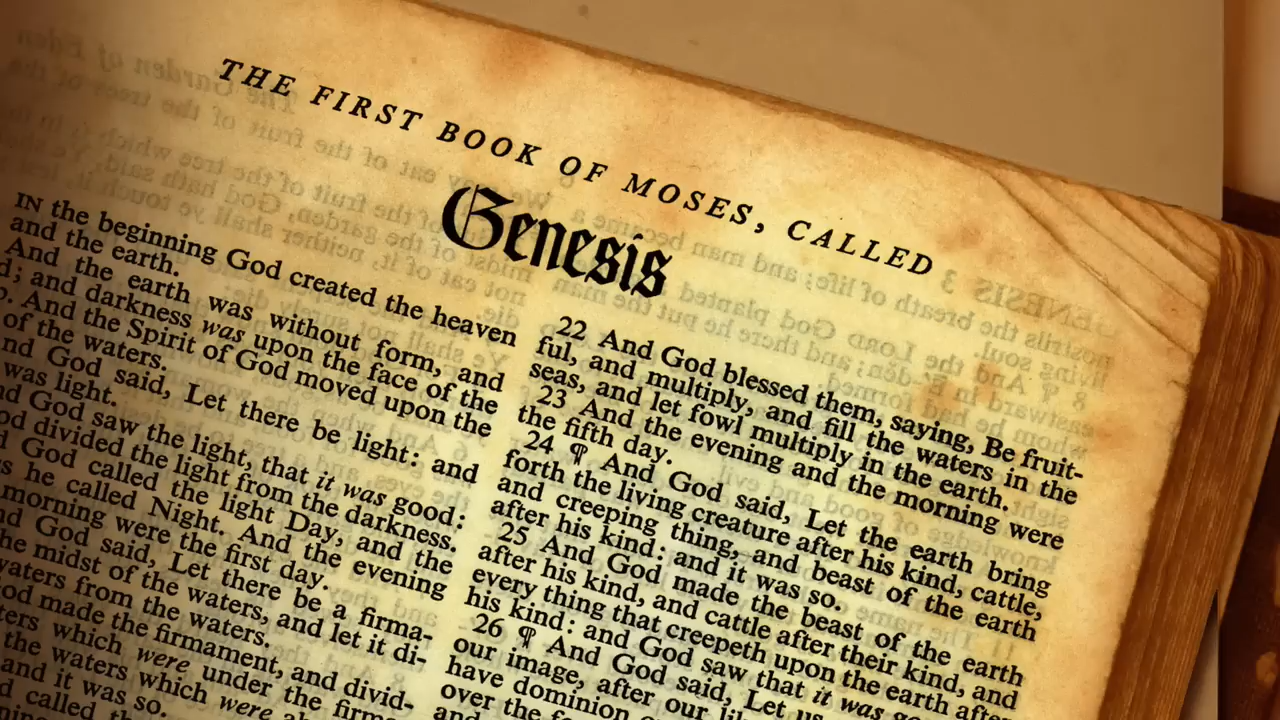 THE FIRST BOOK OF MOSES, CALLED
Genesis
IN the beginning God created the heaven
and the earth.
And the earth was without form, and
and darkness was upon the face of the
And the Spirit of God moved upon the
of the waters.
God said, Let there be light: and
was light.
God saw the light, that it was good:
divided the light from the darkness.
God called the light Day, and the
he called Night. And the evening
morning were the first day.
God said, Let there be a firma-
the midst of the waters, and let it di-
waters from the waters.
made the firmament, and divid-
which were under the firma-
the waters which were
and it was so.
called
22 And God blessed them, saying, Be fruit-
ful, and multiply, and fill the waters in the
seas, and let fowl multiply in the earth.
23 And the evening and the morning were
the fifth day.
24 ¶ And God said, Let the earth bring
forth the living creature after his kind, cattle,
and creeping thing, and beast of the earth
after his kind: and it was so.
25 And God made the beast of the earth
after his kind, and cattle after their kind, and
every thing that creepeth upon the earth after
his kind: and God saw that it was
26 ¶ And God said, Let us
our image, after our
have dominion
over the
and